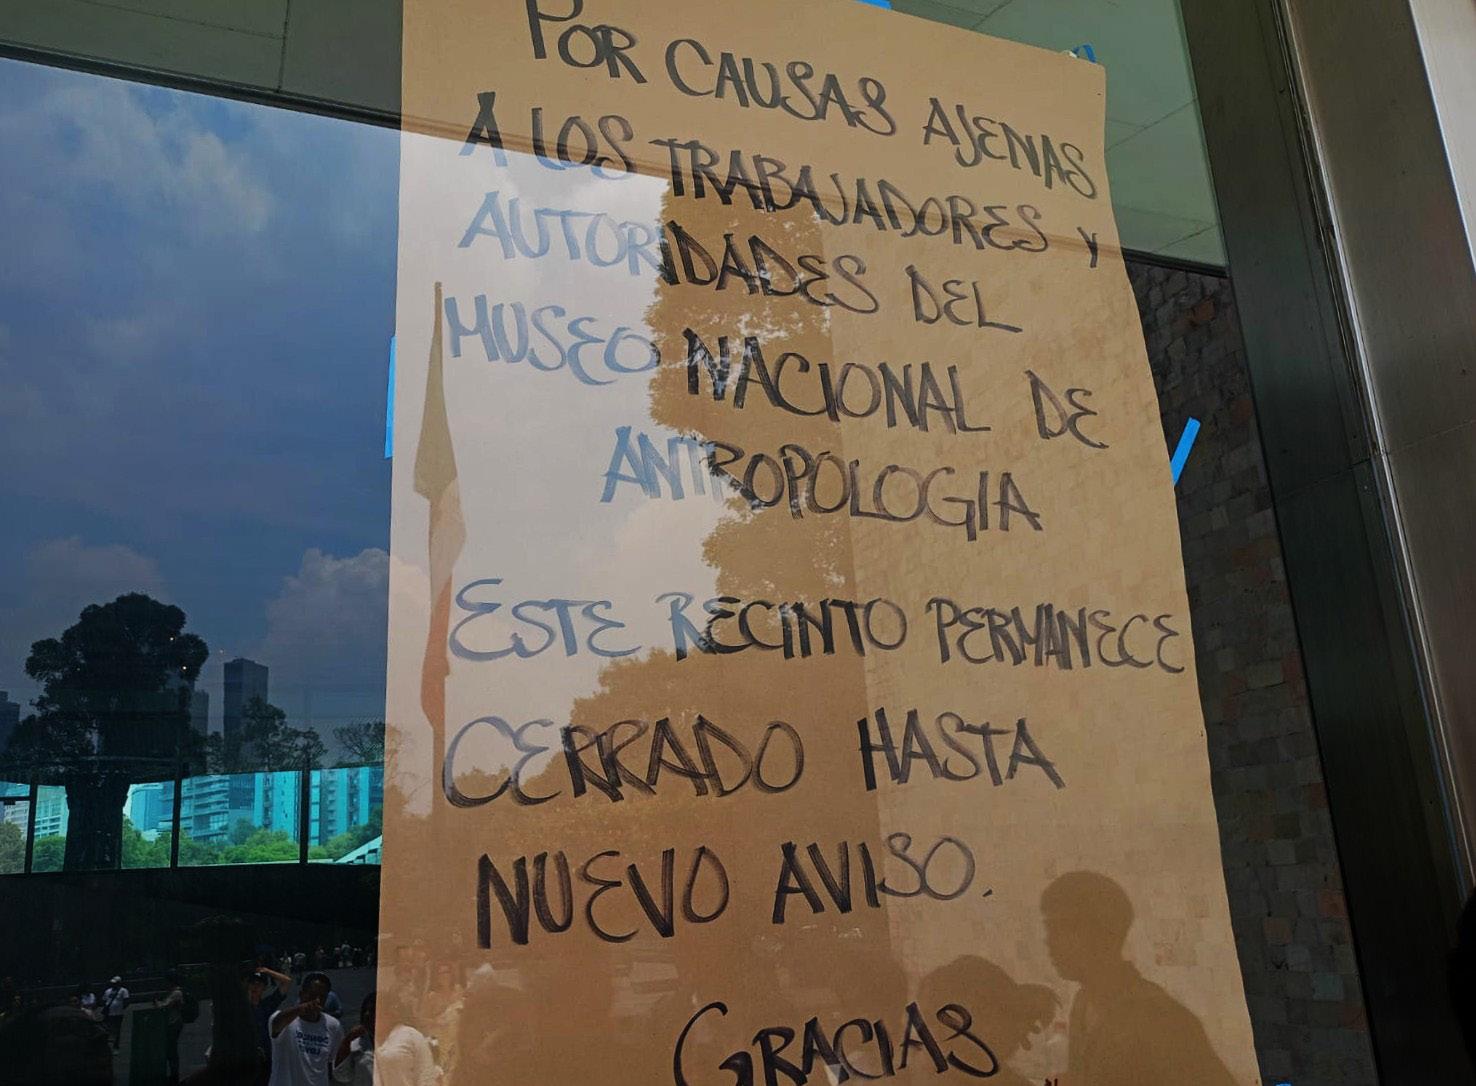 POR CAUSAS AJENAS
A LOS TRABAJADORES Y
AUTORIDADES DEL
MUSEO NACIONAL DE
ANTROPOLOGIA
ESTE RECINTO PERMANECE
CERRADO HASTA
NUEVO AVISO.
GRACIAS